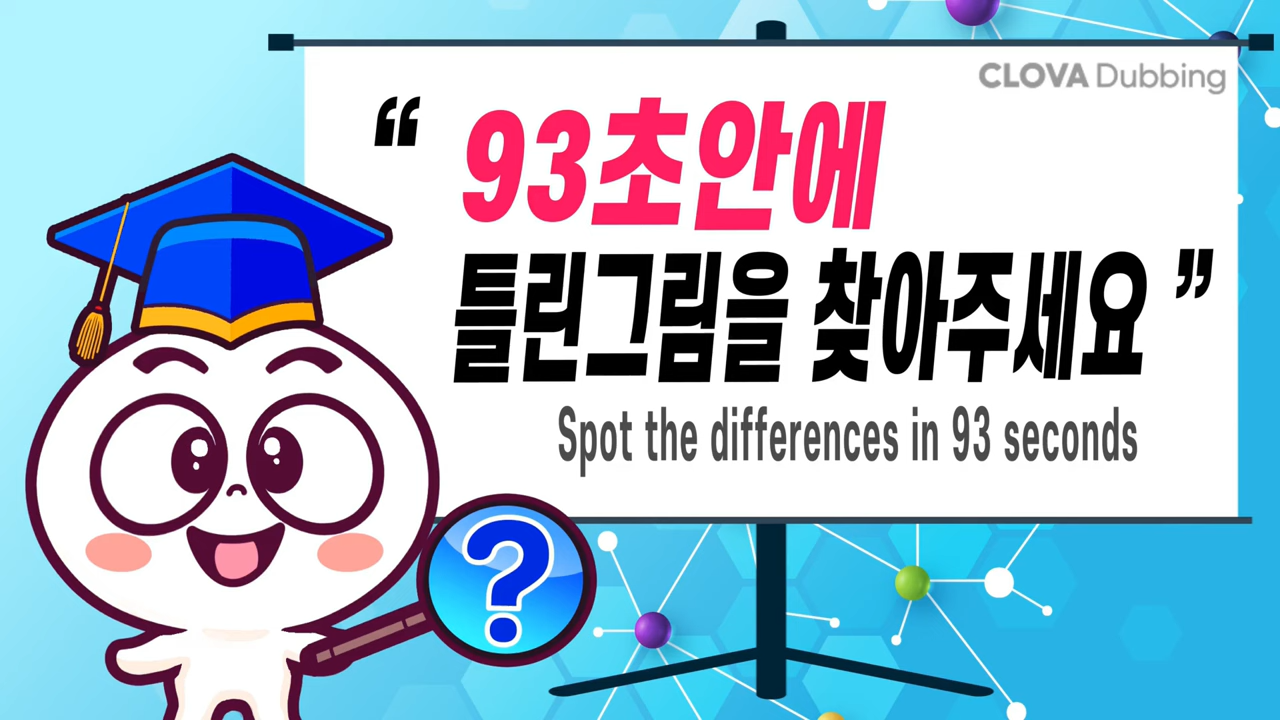 CLOVA Dubbing
“ 93초안에
틀린그림을 찾아주세요 ”
Spot the differences in 93 seconds
?